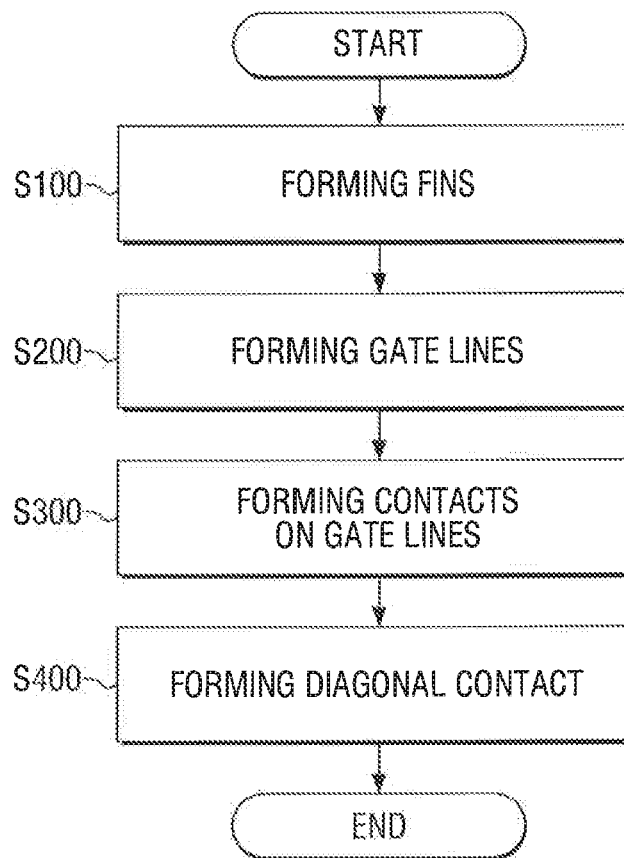 START
S100
FORMING FINS
S200
FORMING GATE LINES
S300
FORMING CONTACTS
ON GATE LINES
S400
FORMING DIAGONAL CONTACT
END